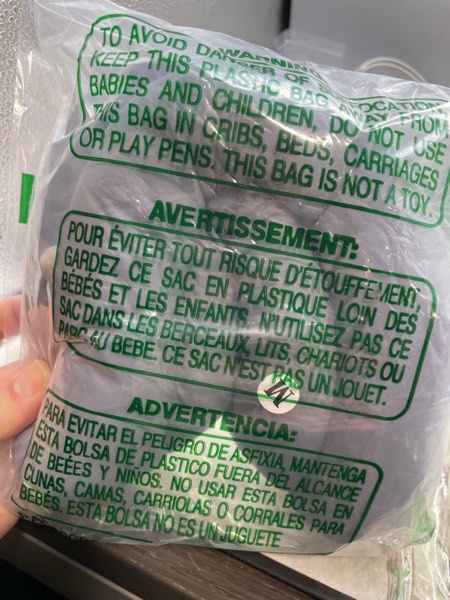 WARNING
TO AVOID DANGER OF
KEEP THIS PLASTIC BAG AWAY FROM
BABIES AND CHILDREN, DO NOT USE
THIS BAG IN CRIBS, BEDS, CARRIAGES
OR PLAY PENS. THIS BAG IS NOT A TOY.
AVERTISSEMENT:
POUR ÉVITER TOUT RISQUE D'ÉTOUFFEMENT,
GARDEZ CE SAC EN PLASTIQUE LOIN DES
BÉBÉS ET LES ENFANTS. N'UTILISEZ PAS CE
SAC DANS LES BERCEAUX, LITS, CHARIOTS OU
PARC AU BEBE. CE SAC N'EST PAS UN JOUET.
M
ADVERTENCIA:
PARA EVITAR EL PELIGRO DE ASFIXIA, MANTENGA
ESTA BOLSA DE PLASTICO FUERA DEL ALCANCE
DE BEÉES Y NIÑOS. NO USAR ESTA BOLSA EN
CUNAS, CAMAS, CARRIOLAS O CORRALES PARA
BEBÉS. ESTA BOLSA NO ES UN JUGUETE